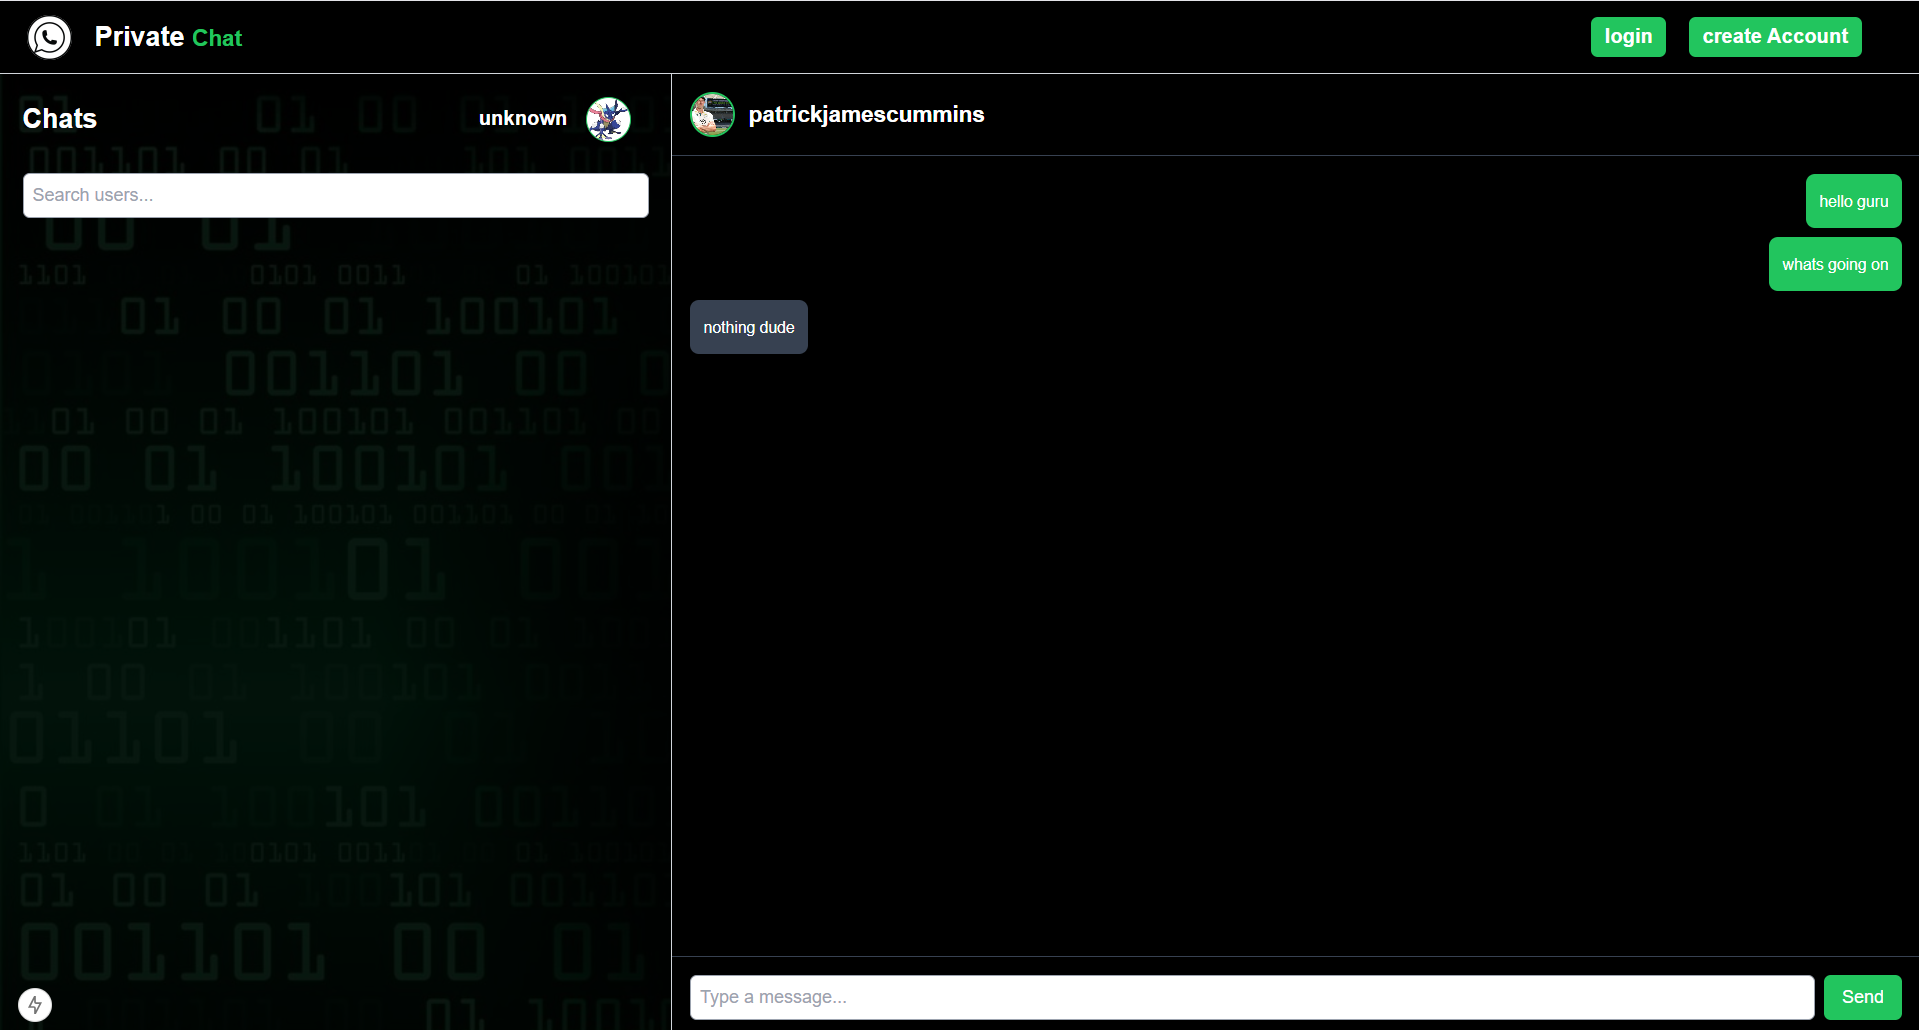 Private Chat
login
create Account
Chats
unknown
Search users...
patrickjamescummins
hello guru
whats going on
nothing dude
Type a message...
Send